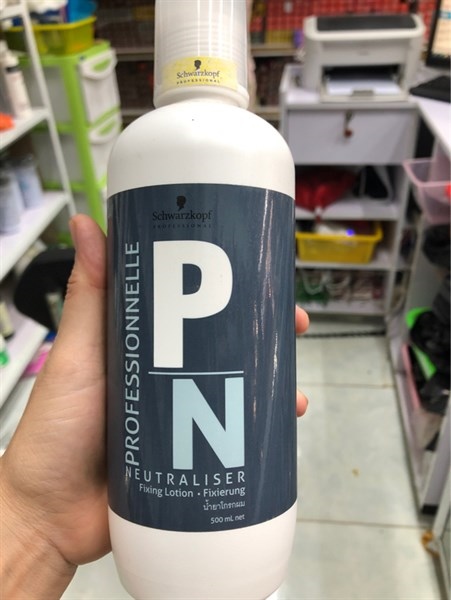 Schwarzkopf
PROFESSIONAL
Schwarzkopf
PROFESSIONAL
PROFESSIONNELLE
P
N
NEUTRALISER
Fixing Lotion • Fixierung
น้ำยาโกรกผม
500 mL net